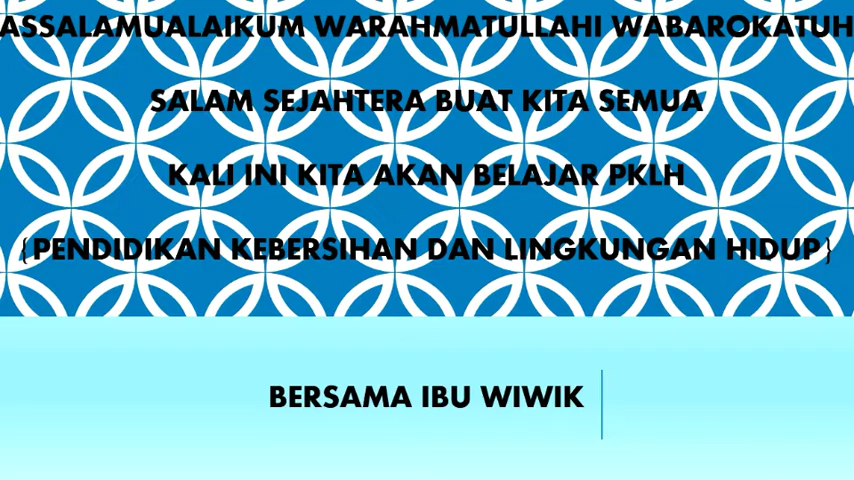 ASSALAMUALAIKUM WARAHMATULLAHI WABAROKATUH
SALAM SEJAHTERA BUAT KITA SEMUA
KALI INI KITA AKAN BELAJAR PKLH
{PENDIDIKAN KEBERSIHAN DAN LINGKUNGAN HIDUP}
BERSAMA IBU WIWIK